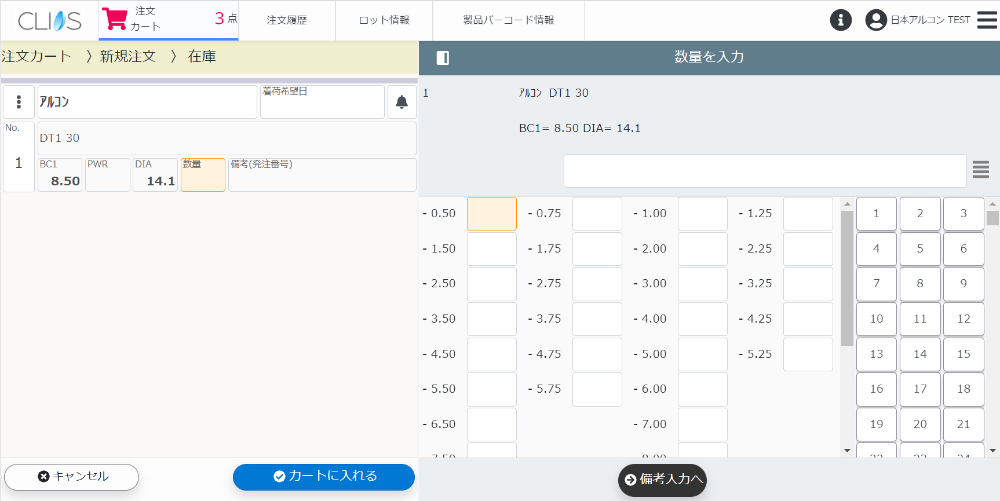 CLIOS
注文
カート
3 点
注文履歴
ロット情報
製品バーコード情報
日本アルコン TEST
注文カート 〉新規注文 〉 在庫
ｱﾙｺﾝ
着荷希望日
No.
1
DT1 30
BC1
8.50
PWR
DIA
14.1
数量
備考(発注番号)
キャンセル
カートに入れる
数量を入力
1
ｱﾙｺﾝ DT1 30
BC1= 8.50 DIA= 14.1
- 0.50 - 0.75 - 1.00 - 1.25
- 1.50 - 1.75 - 2.00 - 2.25
- 2.50 - 2.75 - 3.00 - 3.25
- 3.50 - 3.75 - 4.00 - 4.25
- 4.50 - 4.75 - 5.00 - 5.25
- 5.50 - 5.75 - 6.00
- 6.50 - 7.00
1 2 3
4 5 6
7 8 9
10 11 12
13 14 15
16 17 18
19 20 21
備考入力へ